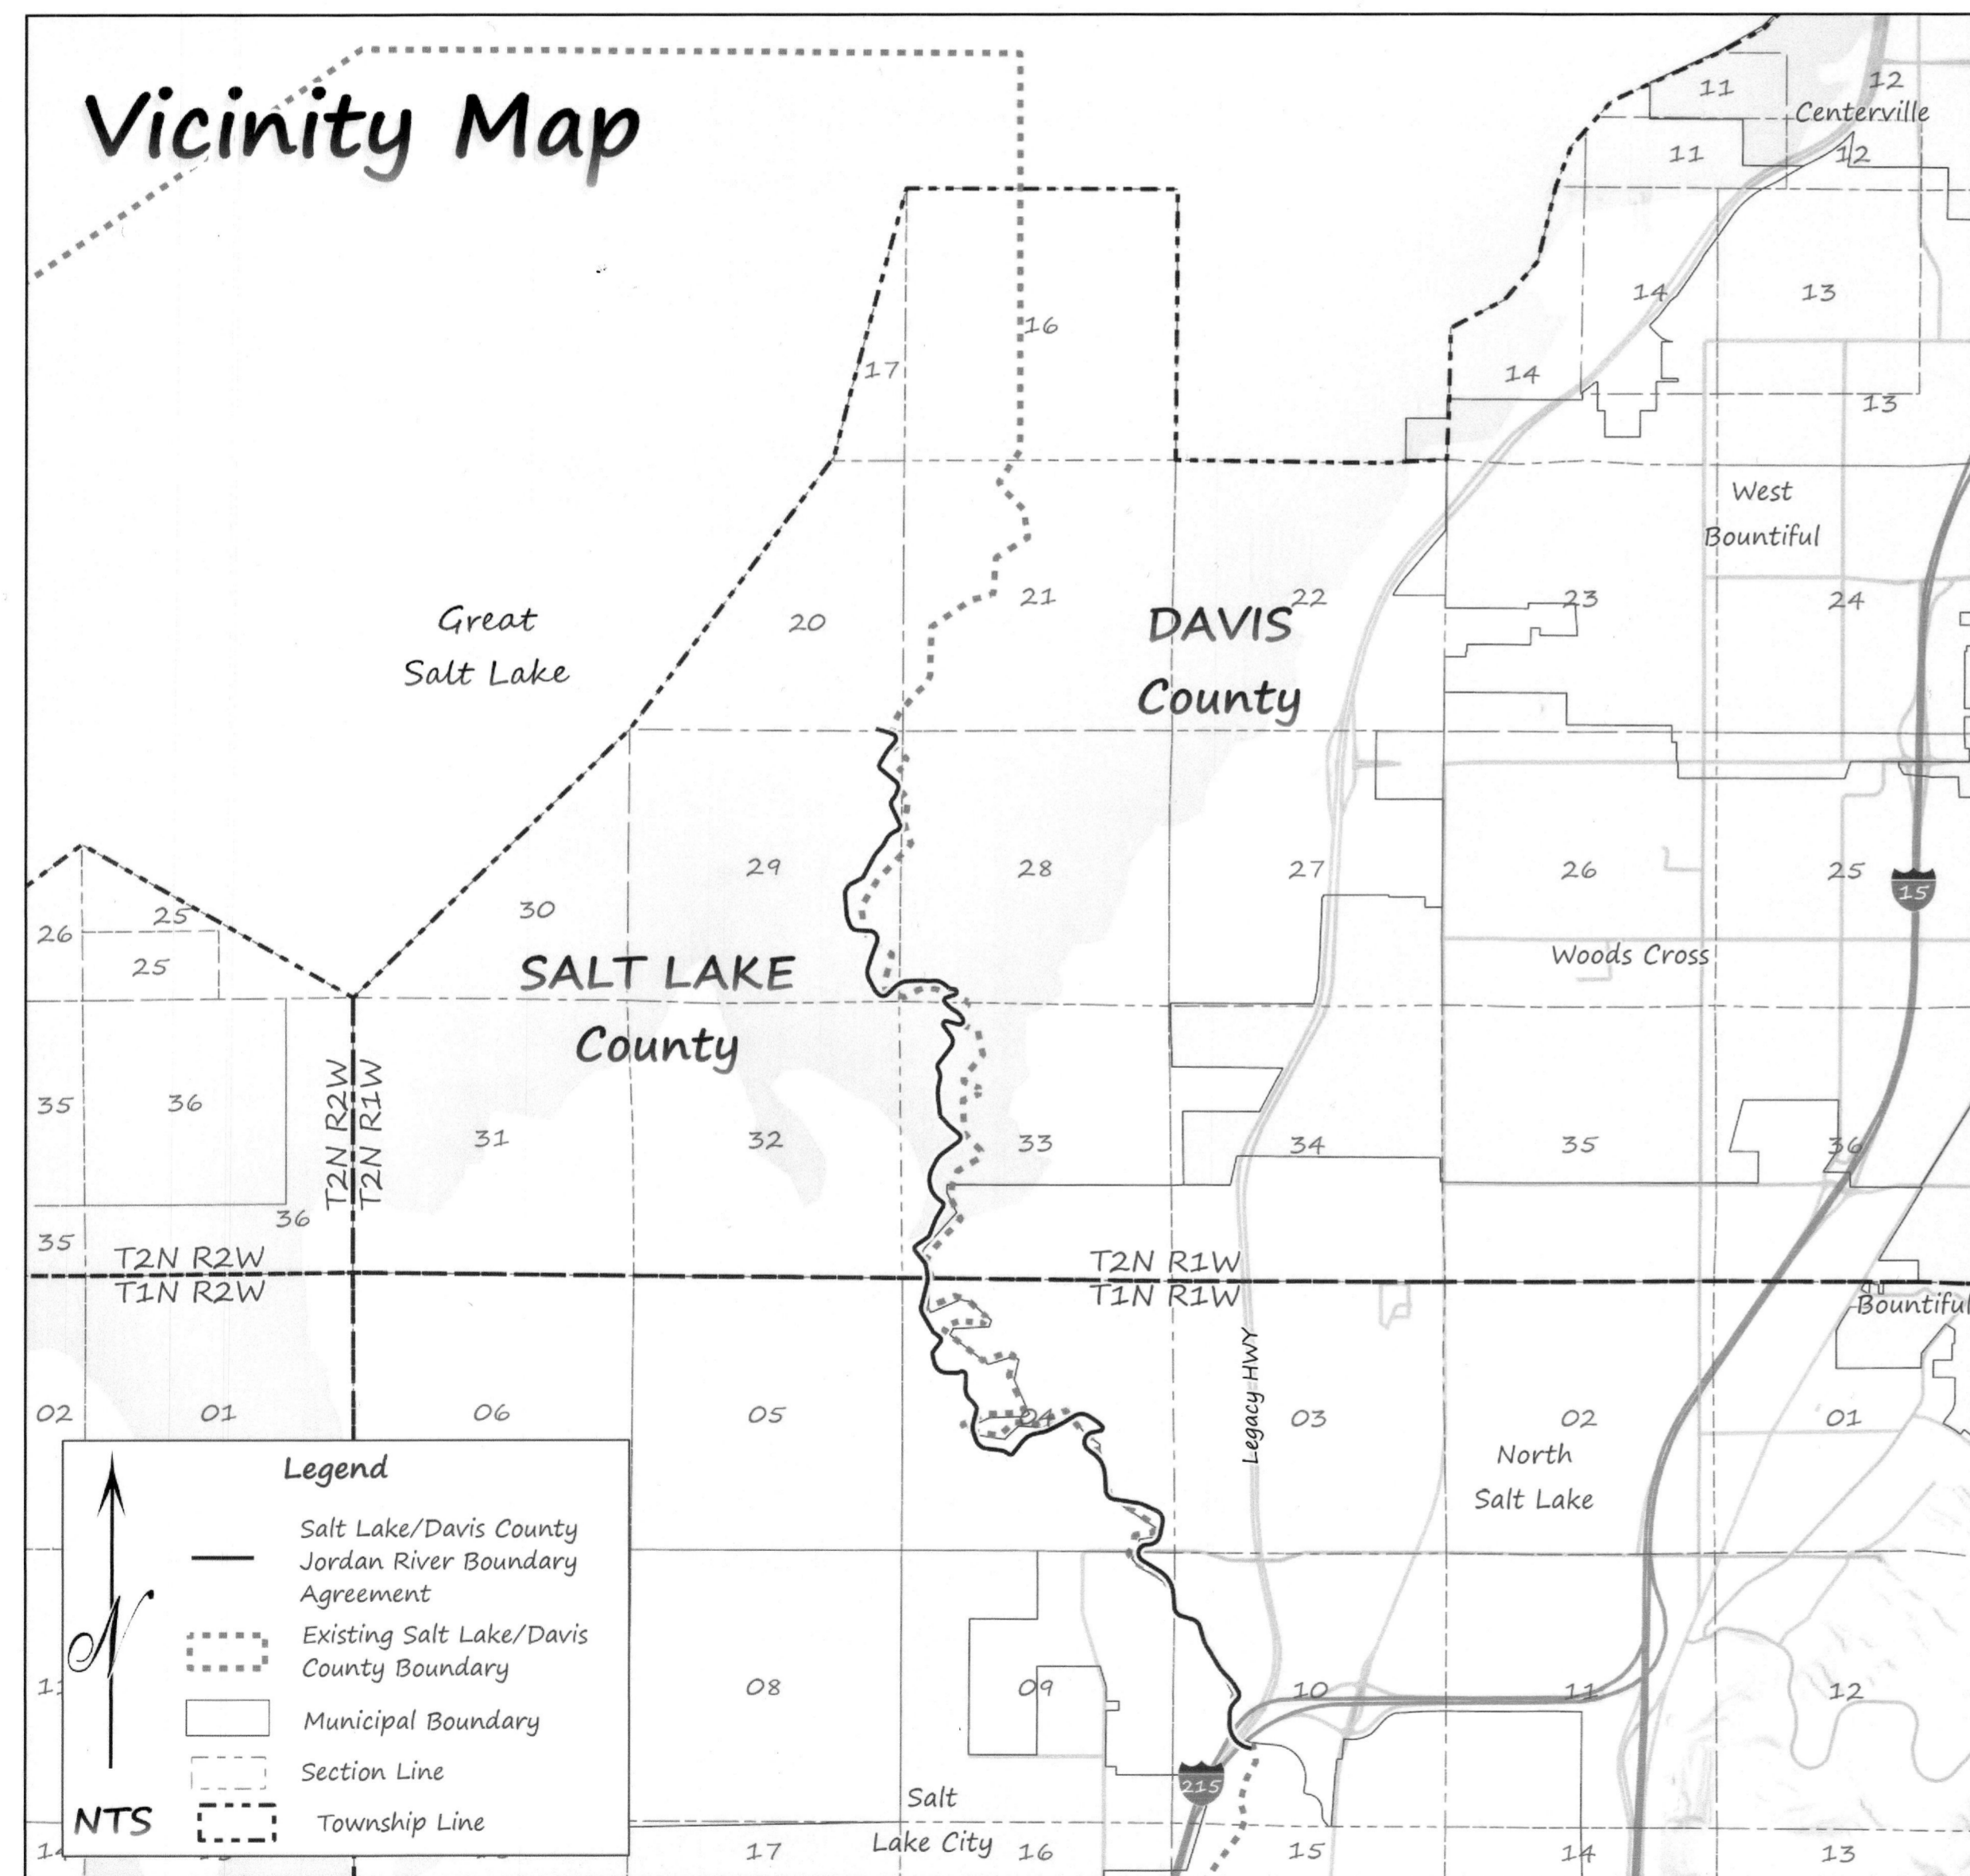 Vicinity Map
11
12
Centerville
11
12
16
14
13
17
14
13
West
Bountiful
Great
Salt Lake
20
21
22
23
24
DAVIS
County
29
28
27
26
25
15
25
30
26
25
SALT LAKE
County
Woods Cross
35
36
31
32
33
34
35
36
T2N R2W
T2N R1W
36
35
T2N R2W
T1N R2W
T2N R1W
T1N R1W
Bountiful
Legacy HWY
02
01
06
05
04
03
02
01
North
Salt Lake
Legend
Salt Lake/Davis County
Jordan River Boundary
Agreement
Existing Salt Lake/Davis
County Boundary
Municipal Boundary
Section Line
Township Line
N
NTS
08
09
10
11
12
215
Salt
Lake City
17
16
15
14
13